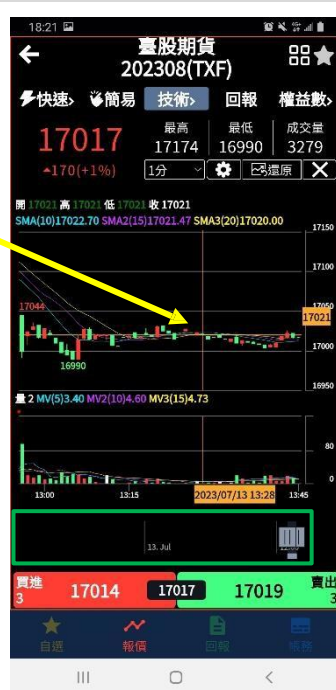 18:21
臺股期貨
202308(TXF)
快速› 簡易 技術› 回報 權益數›
17017
▲170(+1%)
最高 最低 成交量
17174 16990 3279
1分 還原 X
開 17021 高 17021 低 17021 收 17021
SMA(10)17022.70 SMA2(15)17021.47 SMA3(20)17020.00
17150
17100
17050
17044
17021
17000
16990
16950
量 2 MV(5)3.40 MV2(10)4.60 MV3(15)4.73
80
0
13:00 13:15 2023/07/13 13:28 13:45
13. Jul
買進 17014 17017 17019 賣出
3 3
自選 報價 回報 帳務